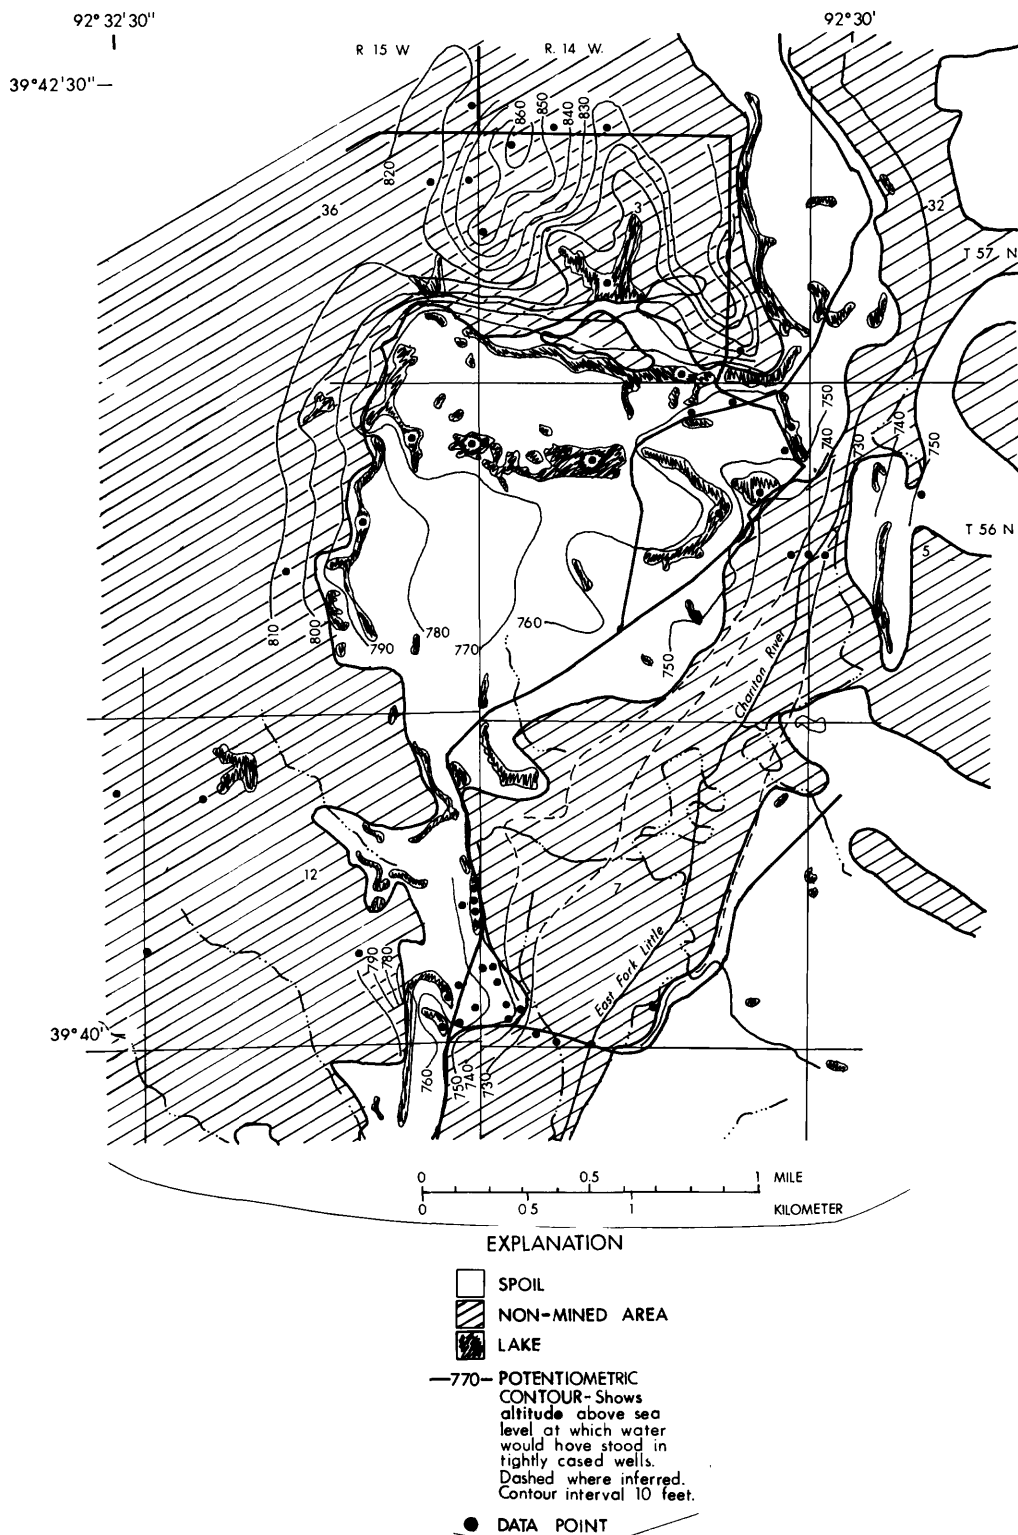 92° 32'30"
92° 30'
R 15 W
R. 14 W.
39°42'30"
860
850
840
830
820
36
3
32
T 57 N
750
740
730
740
750
T 56 N
5
810
800
790
780
770
760
750
Chariton River
12
7
790
780
East Fork Little
39°40'
760
750
740
730
0 0.5 1 MILE
0 0 5 1 KILOMETER
EXPLANATION
SPOIL
NON-MINED AREA
LAKE
—770— POTENTIOMETRIC
CONTOUR-Shows
altitude above sea
level at which water
would have stood in
tightly cased wells.
Dashed where inferred.
Contour interval 10 feet.
DATA POINT